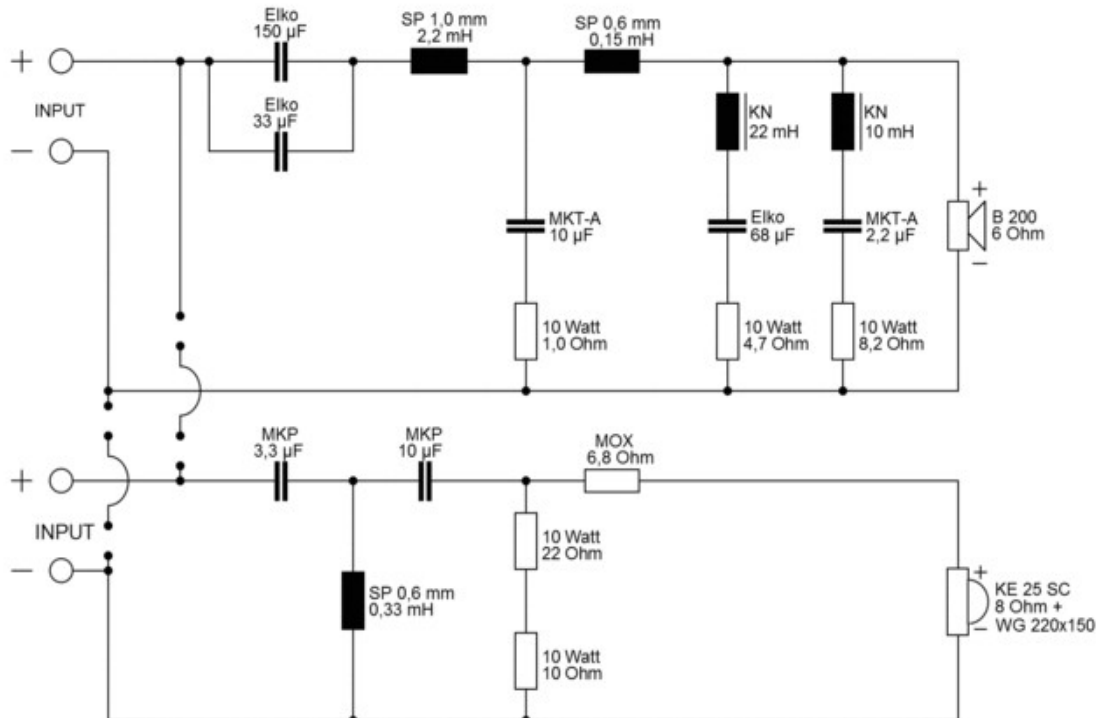 Elko
150 µF
SP 1,0 mm
2,2 mH
SP 0,6 mm
0,15 mH
+
INPUT
−
Elko
33 µF
KN
22 mH
KN
10 mH
MKT-A
10 µF
Elko
68 µF
MKT-A
2,2 µF
+
B 200
6 Ohm
−
10 Watt
1,0 Ohm
10 Watt
4,7 Ohm
10 Watt
8,2 Ohm
MKP
3,3 µF
MKP
10 µF
MOX
6,8 Ohm
+
INPUT
−
10 Watt
22 Ohm
SP 0,6 mm
0,33 mH
+
KE 25 SC
8 Ohm +
WG 220x150
−
10 Watt
10 Ohm